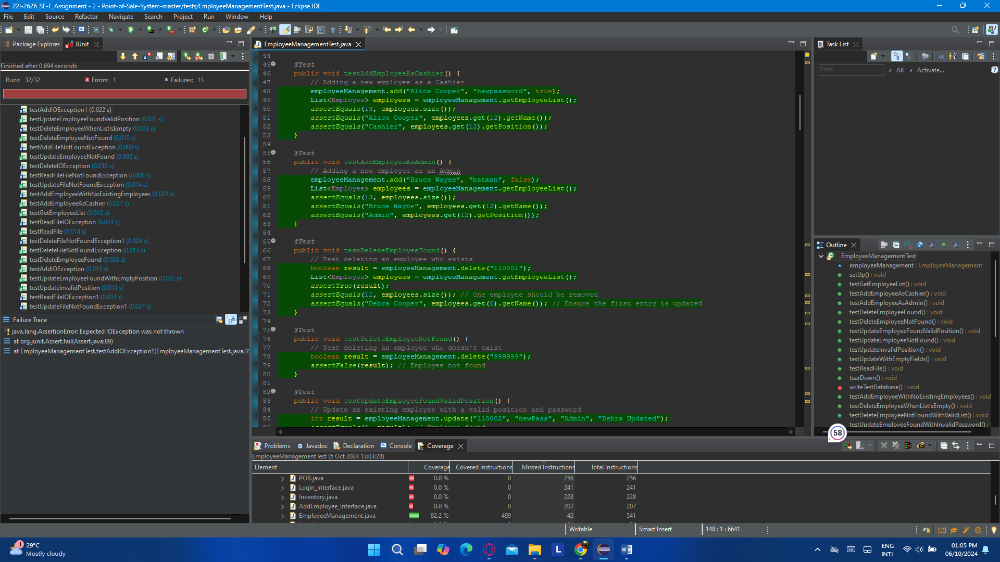 22I-2626_SE-E_Assignment - 2 - Point-of-Sale-System-master/tests/EmployeeManagementTest.java - Eclipse IDE
File Edit Source Refactor Navigate Search Project Run Window Help
Package Explorer JUnit
Finished after 0.694 seconds
Runs: 32/32 Errors: 1 Failures: 13
testAddIOException1 (0.022 s)
testUpdateEmployeeFoundValidPosition (0.031 s)
testDeleteEmployeeWhenListIsEmpty (0.033 s)
testDeleteEmployeeNotFound (0.015 s)
testAddFileNotFoundException (0.008 s)
testUpdateEmployeeNotFound (0.002 s)
testDeleteIOException (0.010 s)
testReadFileFileNotFoundException (0.008 s)
testUpdateFileNotFoundException (0.014 s)
testAddEmployeeWithNoExistingEmployees (0.022 s)
testAddEmployeeAsCashier (0.027 s)
testGetEmployeeList (0.012 s)
testReadFileIOException (0.014 s)
testReadFile (0.014 s)
testDeleteFileNotFoundException1 (0.024 s)
testDeleteFileNotFoundException (0.013 s)
testDeleteEmployeeFound (0.026 s)
testAddIOException (0.015 s)
testUpdateEmployeeFoundWithEmptyPosition (0.032 s)
testUpdateInvalidPosition (0.011 s)
testReadFileIOException1 (0.014 s)
testUpdateFileNotFoundException1 (0.027 s)
Failure Trace
java.lang.AssertionError: Expected IOException was not thrown
at org.junit.Assert.fail(Assert.java:89)
at EmployeeManagementTest.testAddIOException1(EmployeeManagementTest.java:35
EmployeeManagementTest.java
44
45 @Test
46 public void testAddEmployeeAsCashier() {
47 // Adding a new employee as a Cashier
48 employeeManagement.add("Alice Cooper", "newpassword", true);
49 List<Employee> employees = employeeManagement.getEmployeeList();
50 assertEquals(13, employees.size());
51 assertEquals("Alice Cooper", employees.get(12).getName());
52 assertEquals("Cashier", employees.get(12).getPosition());
53 }
54
55 @Test
56 public void testAddEmployeeAsAdmin() {
57 // Adding a new employee as an Admin
58 employeeManagement.add("Bruce Wayne", "batman", false);
59 List<Employee> employees = employeeManagement.getEmployeeList();
60 assertEquals(13, employees.size());
61 assertEquals("Bruce Wayne", employees.get(12).getName());
62 assertEquals("Admin", employees.get(12).getPosition());
63 }
64
65 @Test
66 public void testDeleteEmployeeFound() {
67 // Test deleting an employee who exists
68 boolean result = employeeManagement.delete("110001");
69 List<Employee> employees = employeeManagement.getEmployeeList();
70 assertTrue(result);
71 assertEquals(11, employees.size()); // One employee should be removed
72 assertEquals("Debra Cooper", employees.get(0).getName()); // Ensure the first entry is updated
73 }
74
75 @Test
76 public void testDeleteEmployeeNotFound() {
77 // Test deleting an employee who doesn't exist
78 boolean result = employeeManagement.delete("999999");
79 assertFalse(result); // Employee not found
80 }
81
82 @Test
83 public void testUpdateEmployeeFoundValidPosition() {
84 // Update an existing employee with a valid position and password
85 int result = employeeManagement.update("110002", "newPass", "Admin", "Debra Updated");
86 assertEquals(0, result); // Employee found
Task List
Find All Activate...
Outline
EmployeeManagementTest
employeeManagement : EmployeeManagement
setUp() : void
testGetEmployeeList() : void
testAddEmployeeAsCashier() : void
testAddEmployeeAsAdmin() : void
testDeleteEmployeeFound() : void
testDeleteEmployeeNotFound() : void
testUpdateEmployeeFoundValidPosition() : void
testUpdateEmployeeNotFound() : void
testUpdateInvalidPosition() : void
testUpdateWithEmptyFields() : void
testReadFile() : void
tearDown() : void
writeTestDatabase() : void
testAddEmployeeWithNoExistingEmployees() : void
testDeleteEmployeeWhenListIsEmpty() : void
testDeleteEmployeeNotFoundWithValidList() : void
testUpdateEmployeeFoundWithInvalidPassword() :
58
Problems Javadoc Declaration Console Coverage
EmployeeManagementTest (6 Oct 2024 13:03:28)
Element Coverage Covered Instructions Missed Instructions Total Instructions
POR.java 0.0 % 0 256 256
Login_Interface.java 0.0 % 0 241 241
Inventory.java 0.0 % 0 228 228
AddEmployee_Interface.java 0.0 % 0 207 207
EmployeeManagement.java 92.2 % 499 42 541
Writable Smart Insert 148 : 1 : 6641
1
29°C
Mostly cloudy
ENG
INTL
01:05 PM
06/10/2024